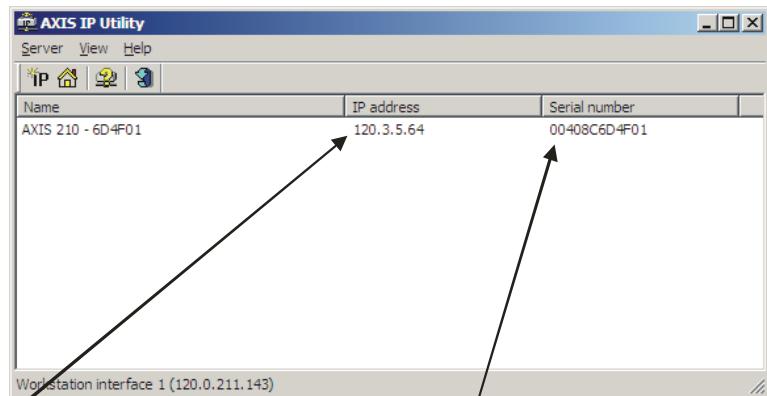 AXIS IP Utility
Server View Help
IP
Name IP address Serial number
AXIS 210 - 6D4F01 120.3.5.64 00408C6D4F01
Workstation interface 1 (120.0.211.143)